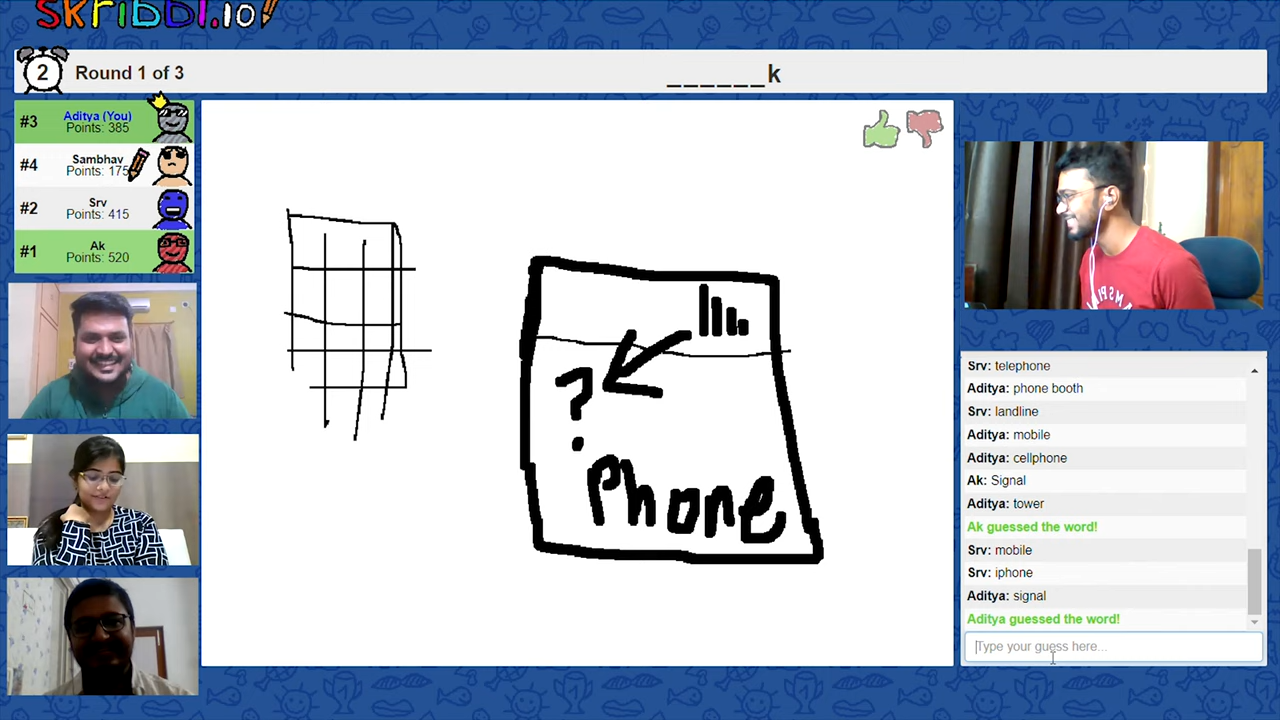 skribbl.io
2
Round 1 of 3
______k
#3
Aditya (You)
Points: 385
#4
Sambhav
Points: 175
#2
Srv
Points: 415
#1
Ak
Points: 520
?
Phone
Srv: telephone
Aditya: phone booth
Srv: landline
Aditya: mobile
Aditya: cellphone
Ak: Signal
Aditya: tower
Ak guessed the word!
Srv: mobile
Srv: iphone
Aditya: signal
Aditya guessed the word!
Type your guess here...